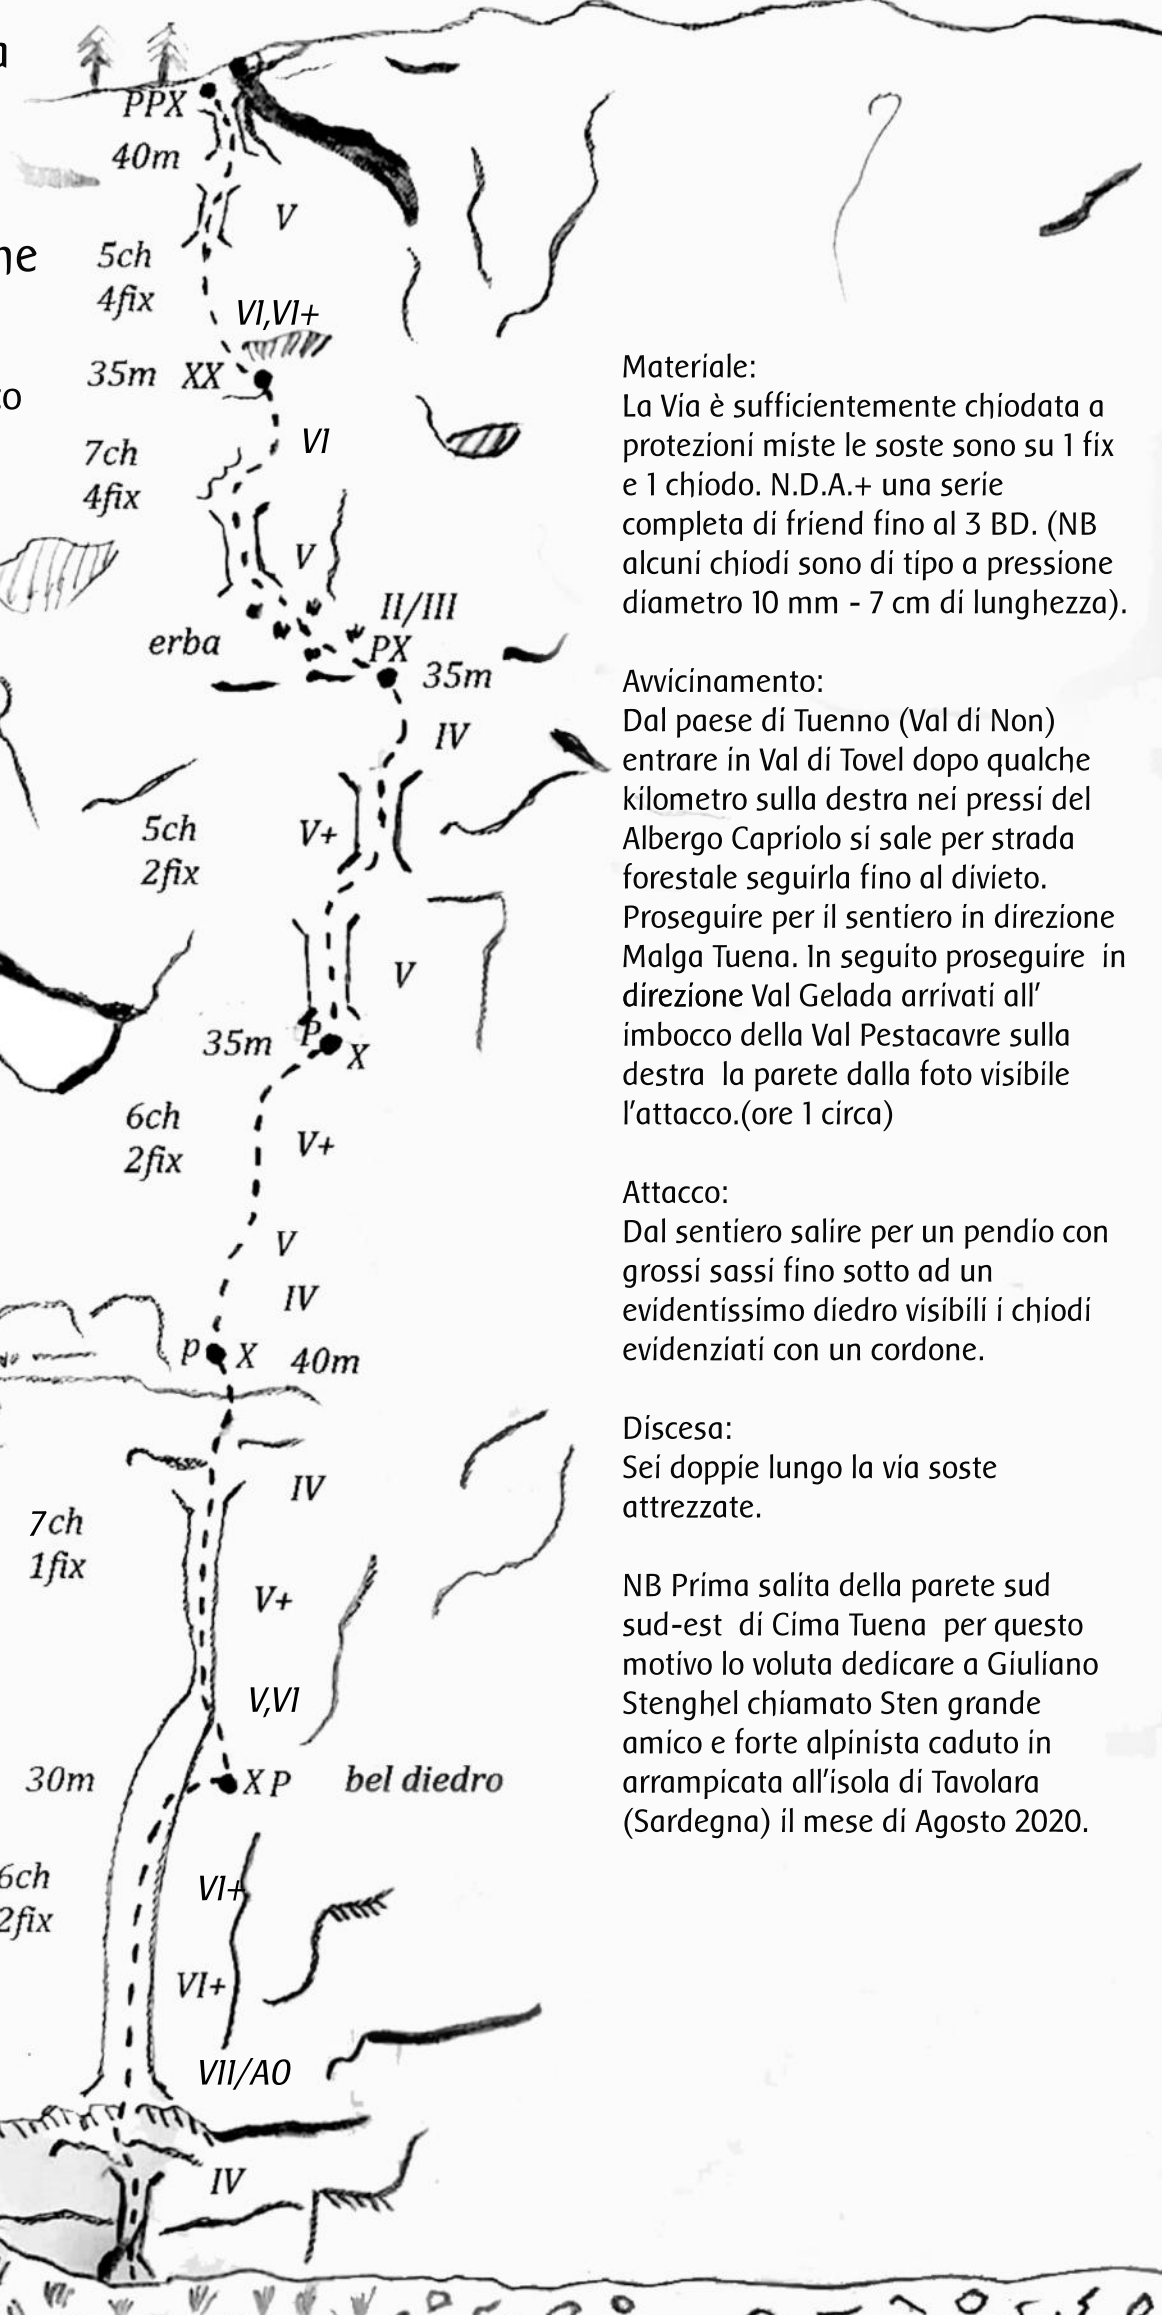 PPX
40m
V
5ch
4fix
VI,VI+
35m XX
VI
7ch
4fix
V
II/III
erba
PX
35m
IV
5ch
2fix
V+
V
35m P
X
6ch
2fix
V+
V
IV
P X 40m
IV
7ch
1fix
V+
V,VI
30m
X P bel diedro
6ch
2fix
VI+
VI+
VII/A0
IV
Materiale:
La Via è sufficientemente chiodata a
protezioni miste le soste sono su 1 fix
e 1 chiodo. N.D.A.+ una serie
completa di friend fino al 3 BD. (NB
alcuni chiodi sono di tipo a pressione
diametro 10 mm - 7 cm di lunghezza).
Avvicinamento:
Dal paese di Tuenno (Val di Non)
entrare in Val di Tovel dopo qualche
kilometro sulla destra nei pressi del
Albergo Capriolo si sale per strada
forestale seguirla fino al divieto.
Proseguire per il sentiero in direzione
Malga Tuena. In seguito proseguire in
direzione Val Gelada arrivati all'
imbocco della Val Pestacavre sulla
destra la parete dalla foto visibile
l'attacco.(ore 1 circa)
Attacco:
Dal sentiero salire per un pendio con
grossi sassi fino sotto ad un
evidentissimo diedro visibili i chiodi
evidenziati con un cordone.
Discesa:
Sei doppie lungo la via soste
attrezzate.
NB Prima salita della parete sud
sud-est di Cima Tuena per questo
motivo lo voluta dedicare a Giuliano
Stenghel chiamato Sten grande
amico e forte alpinista caduto in
arrampicata all'isola di Tavolara
(Sardegna) il mese di Agosto 2020.